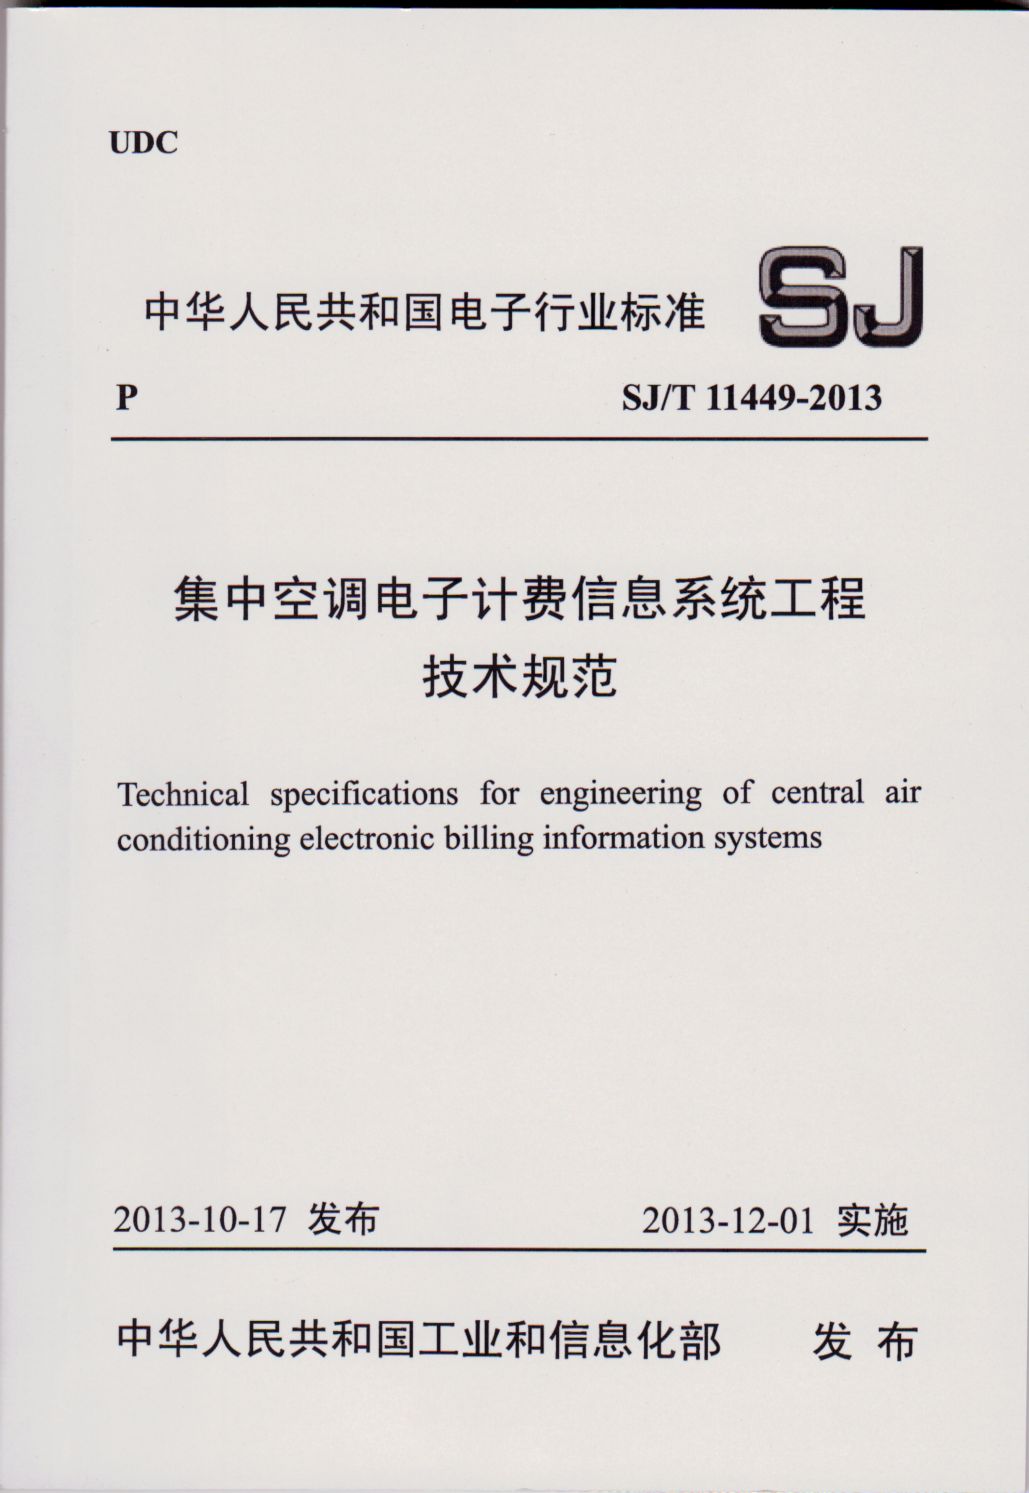 UDC
中华人民共和国电子行业标准 SJ
P SJ/T 11449-2013
集中空调电子计费信息系统工程
技术规范
Technical specifications for engineering of central air
conditioning electronic billing information systems
2013-10-17 发布 2013-12-01 实施
中华人民共和国工业和信息化部 发布